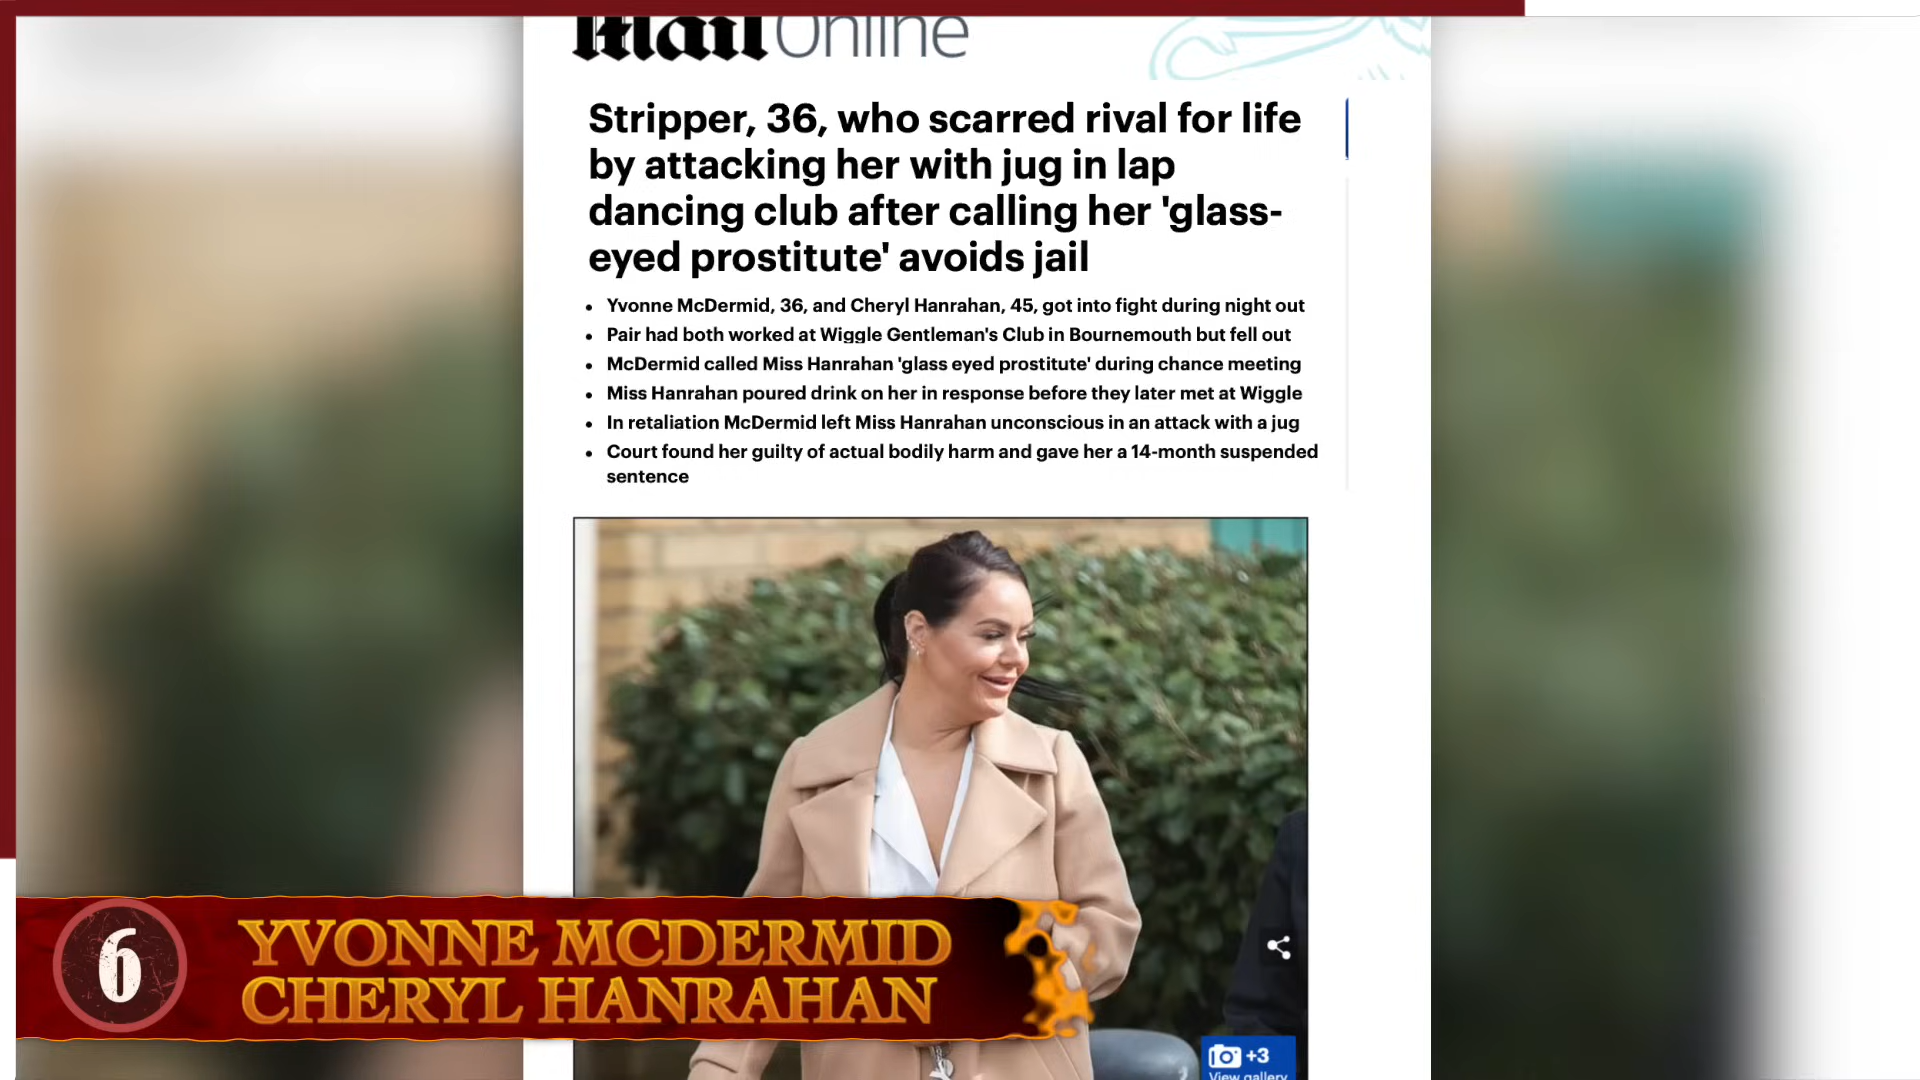 Mail Online
Stripper, 36, who scarred rival for life
by attacking her with jug in lap
dancing club after calling her 'glass-
eyed prostitute' avoids jail
• Yvonne McDermid, 36, and Cheryl Hanrahan, 45, got into fight during night out
• Pair had both worked at Wiggle Gentleman's Club in Bournemouth but fell out
• McDermid called Miss Hanrahan 'glass eyed prostitute' during chance meeting
• Miss Hanrahan poured drink on her in response before they later met at Wiggle
• In retaliation McDermid left Miss Hanrahan unconscious in an attack with a jug
• Court found her guilty of actual bodily harm and gave her a 14-month suspended
sentence
6
YVONNE MCDERMID
CHERYL HANRAHAN
+3
View gallery